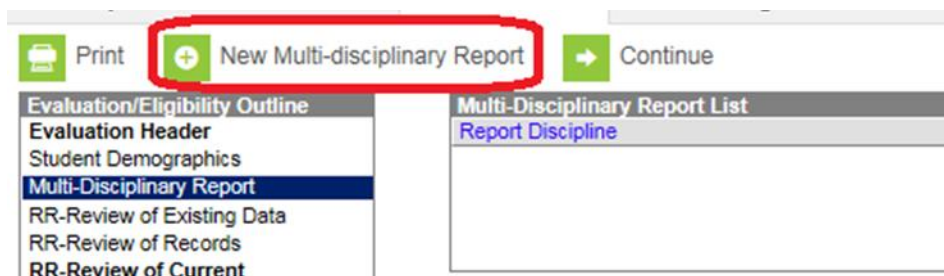 Print New Multi-disciplinary Report Continue
Evaluation/Eligibility Outline
Evaluation Header
Student Demographics
Multi-Disciplinary Report
RR-Review of Existing Data
RR-Review of Records
RR-Review of Current
Multi-Disciplinary Report List
Report Discipline